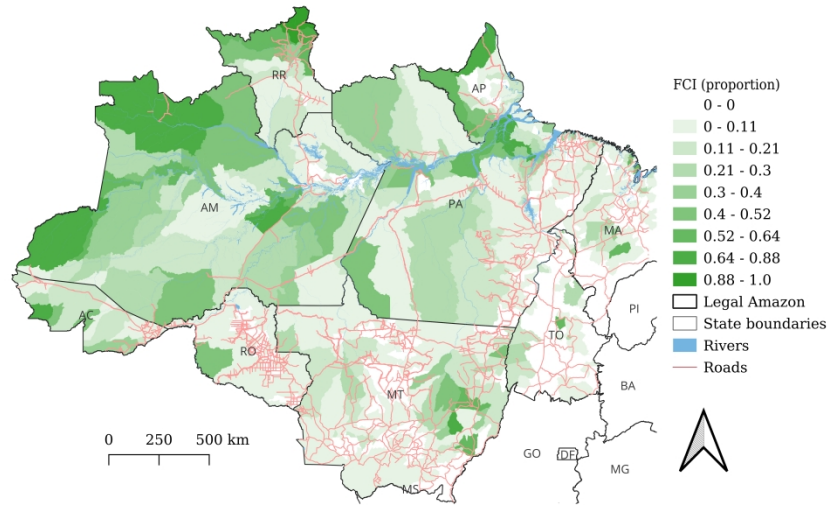 RR
AP
AM
PA
MA
AC
PI
TO
RO
MT
BA
GO
DF
MG
MS
0 250 500 km
FCI (proportion)
0 - 0
0 - 0.11
0.11 - 0.21
0.21 - 0.3
0.3 - 0.4
0.4 - 0.52
0.52 - 0.64
0.64 - 0.88
0.88 - 1.0
Legal Amazon
State boundaries
Rivers
Roads